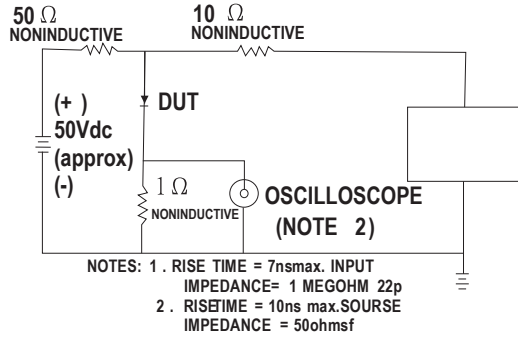 50 Ω
NONINDUCTIVE
10 Ω
NONINDUCTIVE
(+ )
50Vdc
(approx)
(-)
DUT
1 Ω
NONINDUCTIVE
OSCILLOSCOPE
(NOTE 2)
NOTES: 1 . RISE TIME = 7nsmax. INPUT
IMPEDANCE= 1 MEGOHM 22p
2 . RISETIME = 10ns max.SOURSE
IMPEDANCE = 50ohmsf